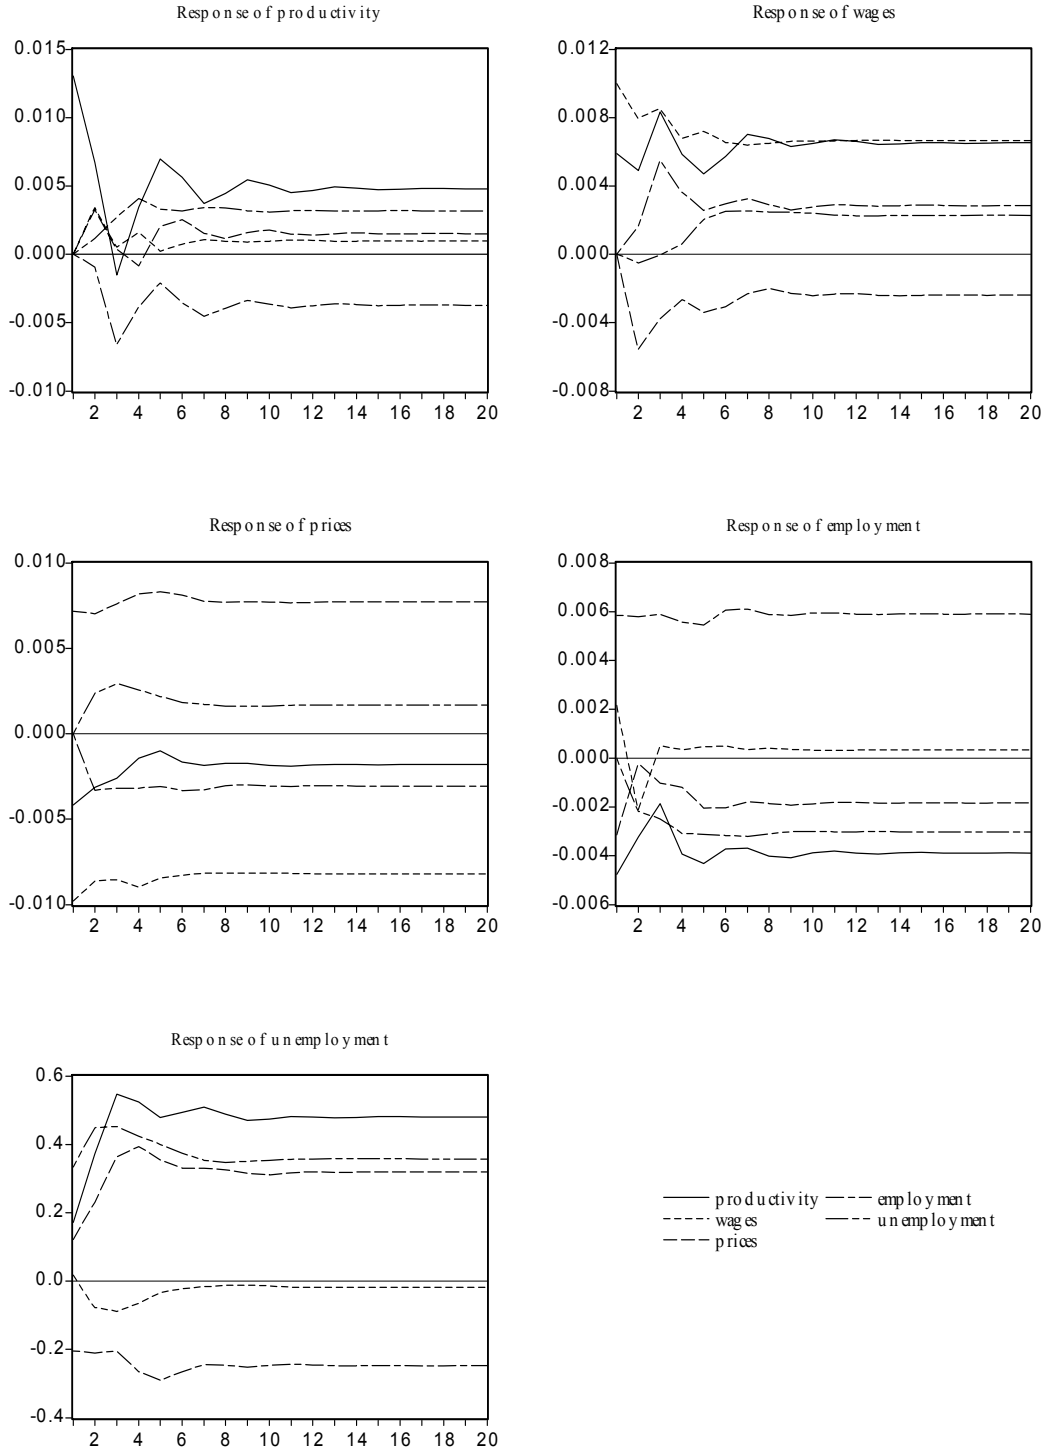 Response of productivity
0.015
0.010
0.005
0.000
-0.005
-0.010
2 4 6 8 10 12 14 16 18 20
Response of wages
0.012
0.008
0.004
0.000
-0.004
-0.008
2 4 6 8 10 12 14 16 18 20
Response of prices
0.010
0.005
0.000
-0.005
-0.010
2 4 6 8 10 12 14 16 18 20
Response of employment
0.008
0.006
0.004
0.002
0.000
-0.002
-0.004
-0.006
2 4 6 8 10 12 14 16 18 20
Response of unemployment
0.6
0.4
0.2
0.0
-0.2
-0.4
2 4 6 8 10 12 14 16 18 20
productivity employment
wages unemployment
prices